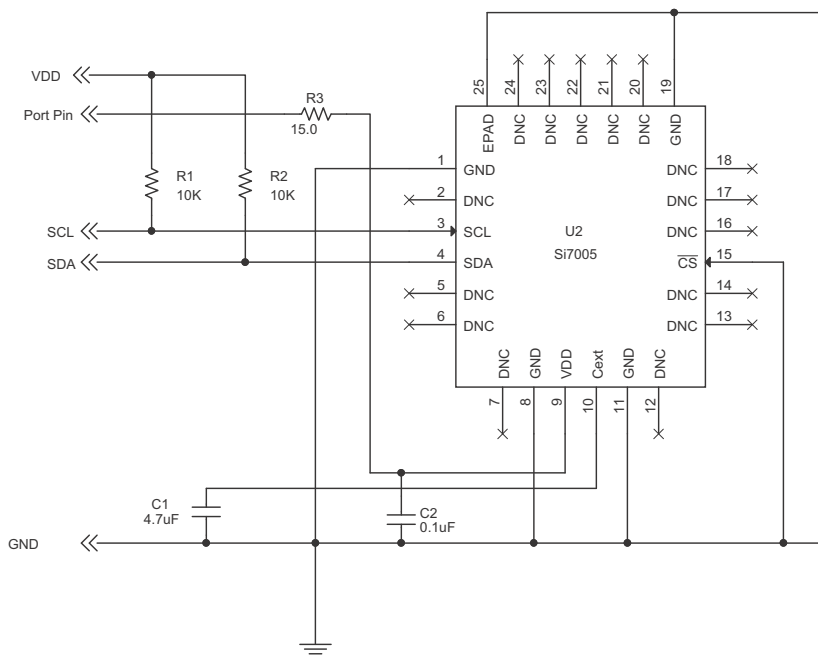 VDD
Port Pin
R3
15.0
R1
10K
R2
10K
SCL
SDA
GND
C1
4.7uF
C2
0.1uF
25
24
23
22
21
20
19
EPAD
DNC
DNC
DNC
DNC
DNC
GND
1
GND
2
DNC
3
SCL
4
SDA
5
DNC
6
DNC
U2
Si7005
DNC
18
DNC
17
DNC
16
CS
15
DNC
14
DNC
13
DNC
GND
VDD
Cext
GND
DNC
7
8
9
10
11
12